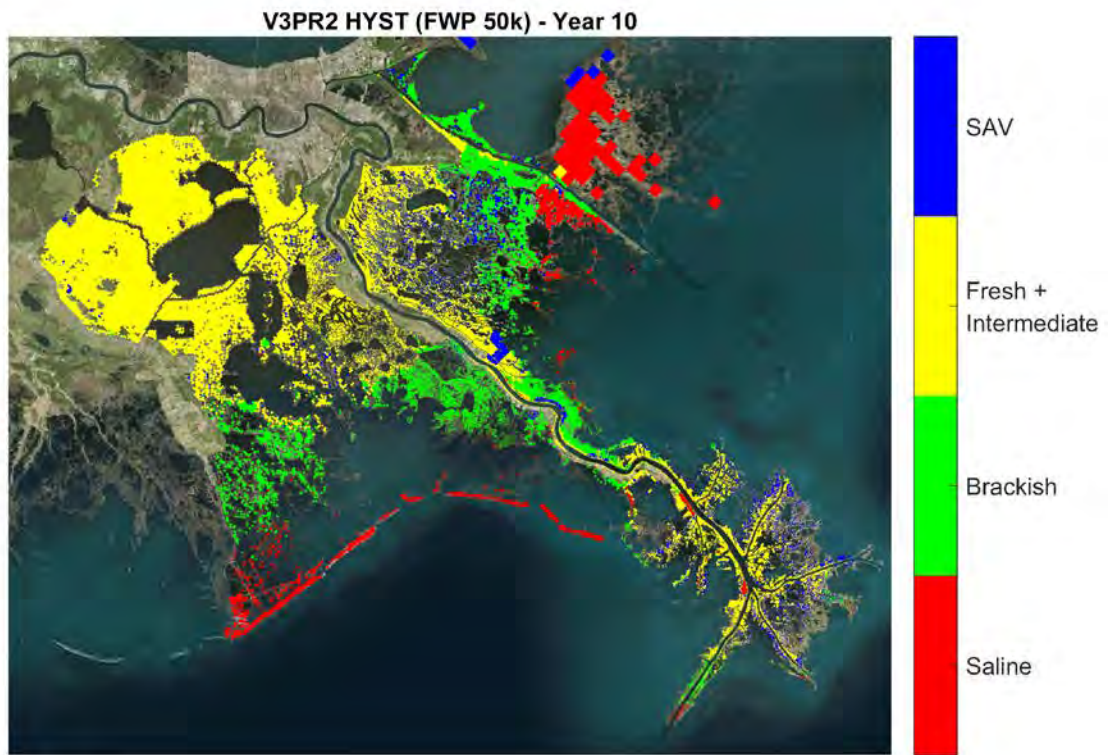 V3PR2 HYST (FWP 50k) - Year 10
SAV
Fresh +
Intermediate
Brackish
Saline